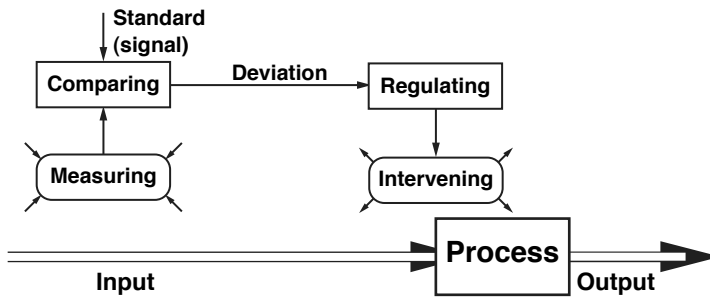 Standard
(signal)
Comparing
Deviation
Regulating
Measuring
Intervening
Process
Input
Output